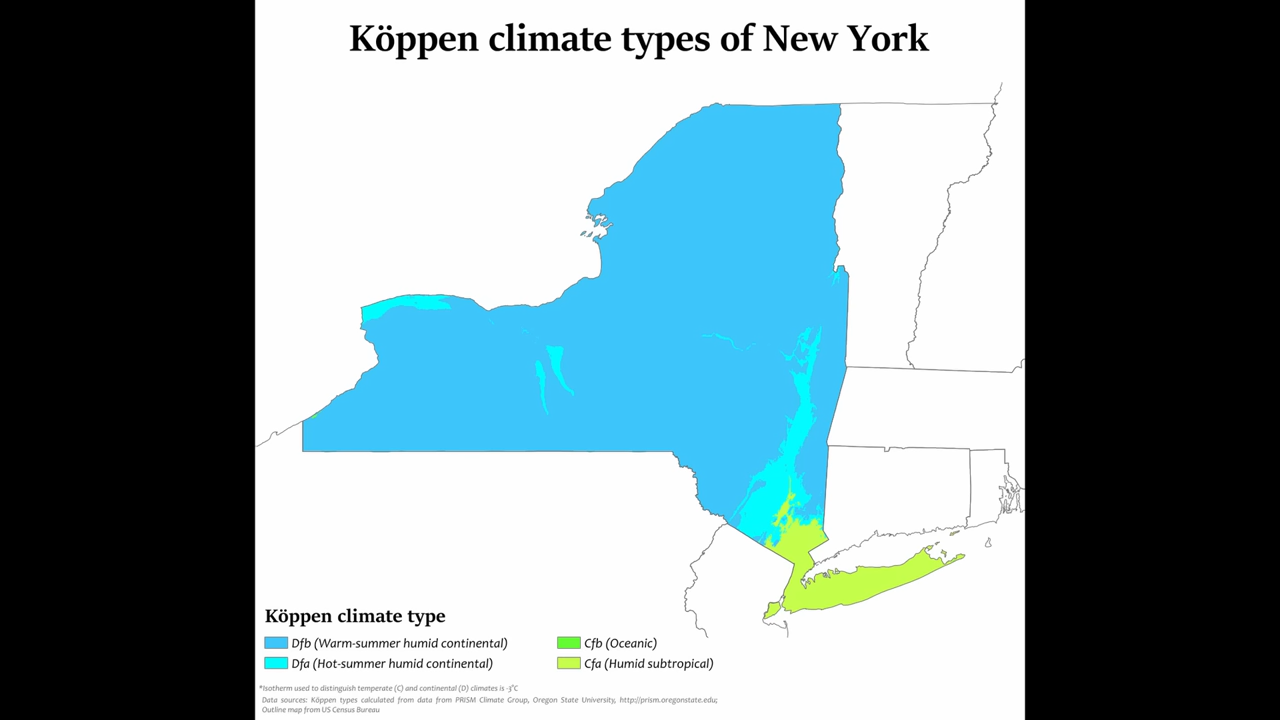 Köppen climate types of New York
Köppen climate type
Dfb (Warm-summer humid continental)
Dfa (Hot-summer humid continental)
Cfb (Oceanic)
Cfa (Humid subtropical)
*Isotherm used to distinguish temperate (C) and continental (D) climates is -3°C
Data sources: Köppen types calculated from data from PRISM Climate Group, Oregon State University, http://prism.oregonstate.edu;
Outline map from US Census Bureau